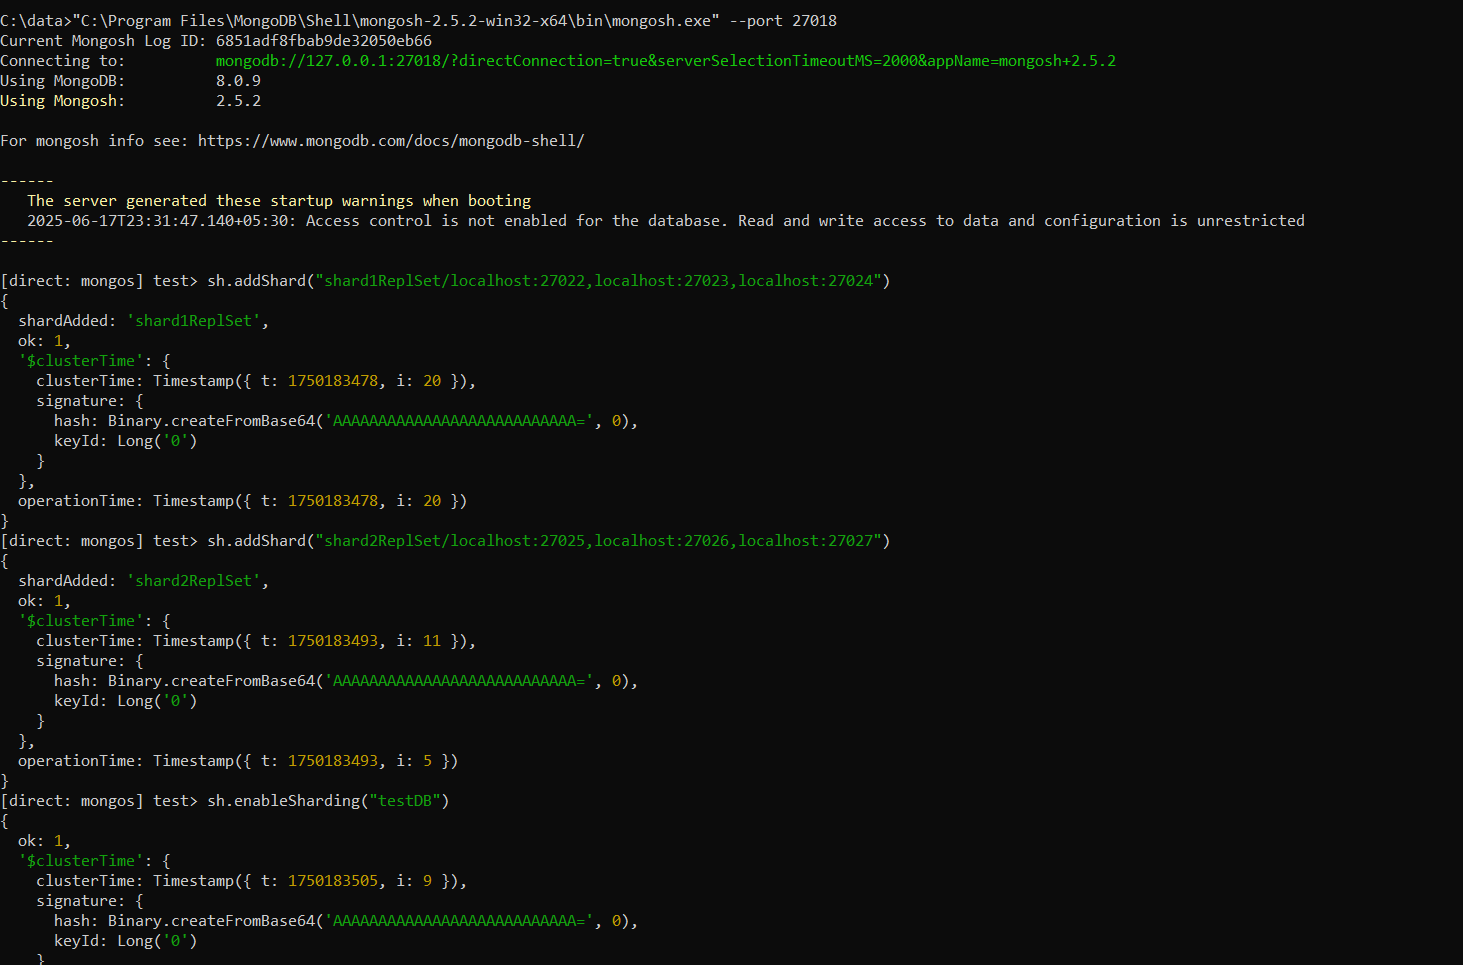 C:\data>"C:\Program Files\MongoDB\Shell\mongosh-2.5.2-win32-x64\bin\mongosh.exe" --port 27018
Current Mongosh Log ID: 6851adf8fbab9de32050eb66
Connecting to:          mongodb://127.0.0.1:27018/?directConnection=true&serverSelectionTimeoutMS=2000&appName=mongosh+2.5.2
Using MongoDB:          8.0.9
Using Mongosh:          2.5.2

For mongosh info see: https://www.mongodb.com/docs/mongodb-shell/

------
   The server generated these startup warnings when booting
   2025-06-17T23:31:47.140+05:30: Access control is not enabled for the database. Read and write access to data and configuration is unrestricted
------

[direct: mongos] test> sh.addShard("shard1ReplSet/localhost:27022,localhost:27023,localhost:27024")
{
  shardAdded: 'shard1ReplSet',
  ok: 1,
  '$clusterTime': {
    clusterTime: Timestamp({ t: 1750183478, i: 20 }),
    signature: {
      hash: Binary.createFromBase64('AAAAAAAAAAAAAAAAAAAAAAAAAAA=', 0),
      keyId: Long('0')
    }
  },
  operationTime: Timestamp({ t: 1750183478, i: 20 })
}
[direct: mongos] test> sh.addShard("shard2ReplSet/localhost:27025,localhost:27026,localhost:27027")
{
  shardAdded: 'shard2ReplSet',
  ok: 1,
  '$clusterTime': {
    clusterTime: Timestamp({ t: 1750183493, i: 11 }),
    signature: {
      hash: Binary.createFromBase64('AAAAAAAAAAAAAAAAAAAAAAAAAAA=', 0),
      keyId: Long('0')
    }
  },
  operationTime: Timestamp({ t: 1750183493, i: 5 })
}
[direct: mongos] test> sh.enableSharding("testDB")
{
  ok: 1,
  '$clusterTime': {
    clusterTime: Timestamp({ t: 1750183505, i: 9 }),
    signature: {
      hash: Binary.createFromBase64('AAAAAAAAAAAAAAAAAAAAAAAAAAA=', 0),
      keyId: Long('0')
    }